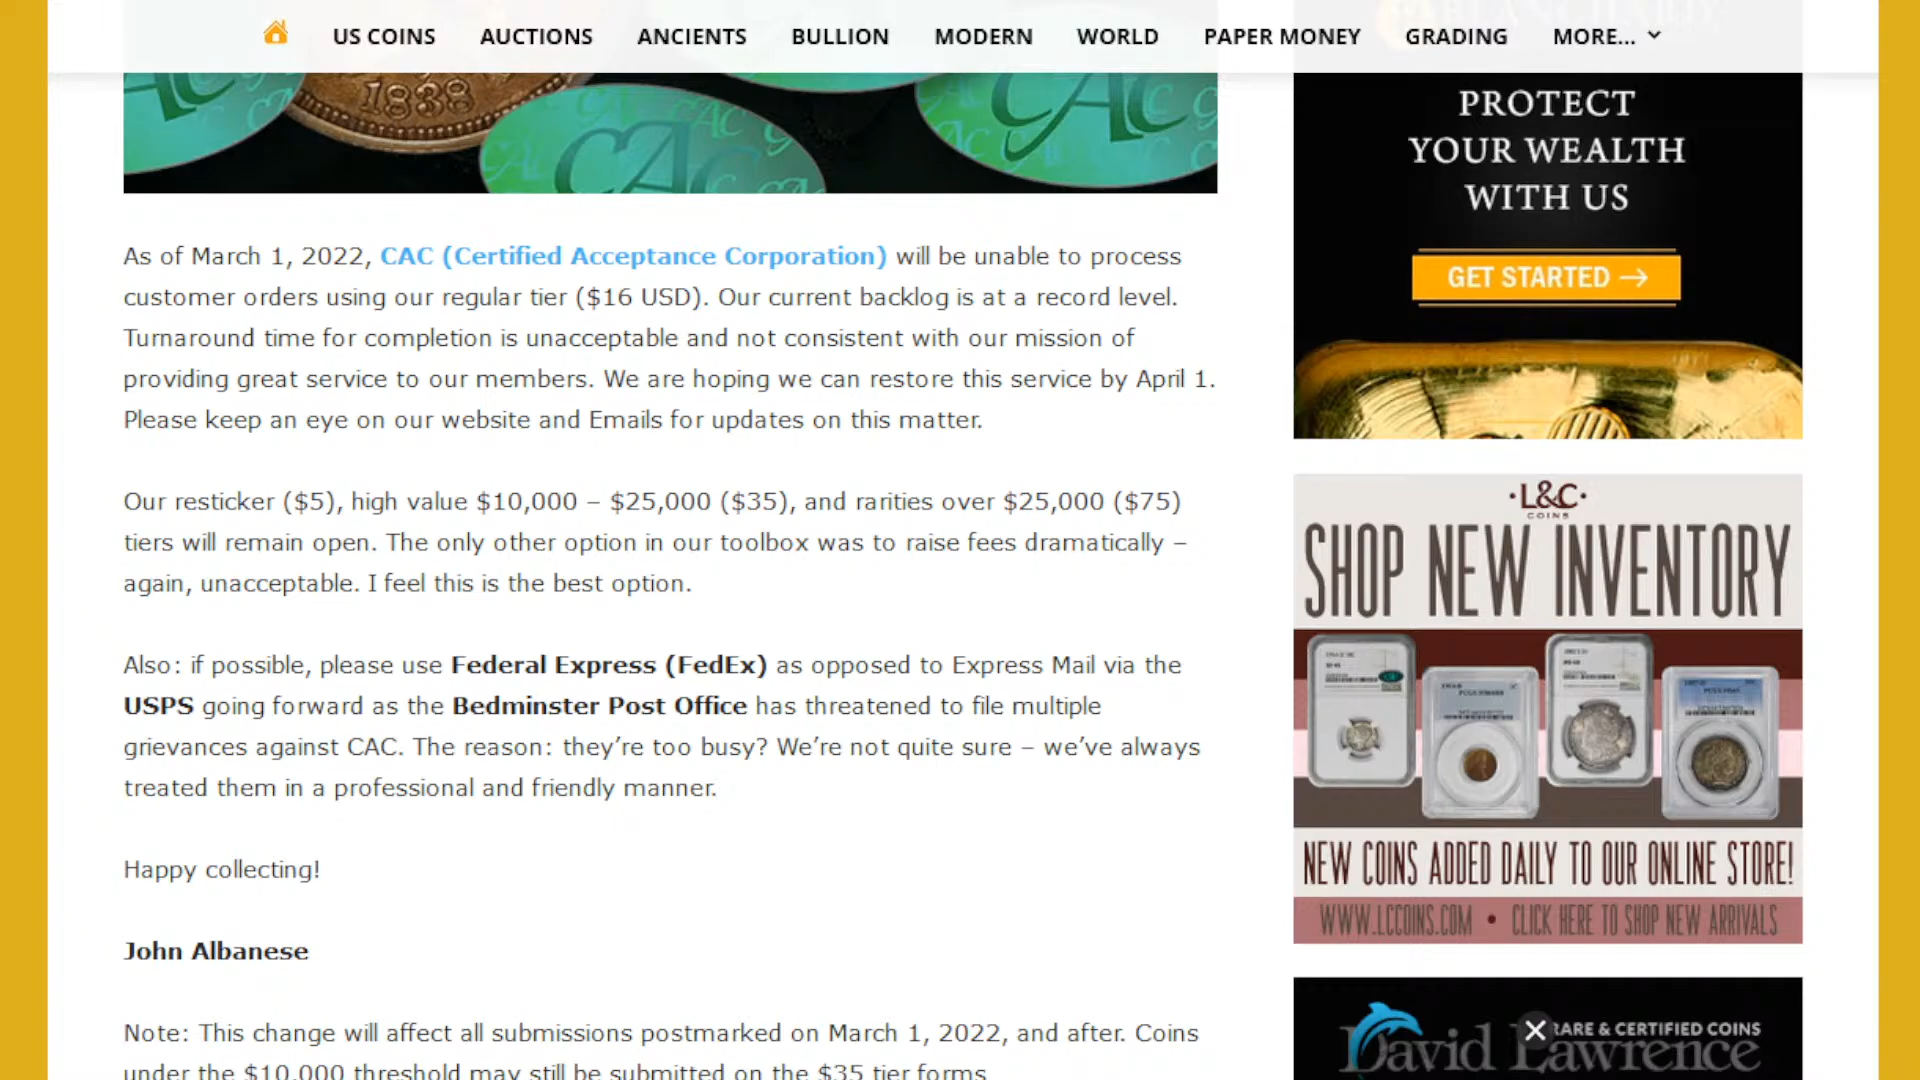 US COINS AUCTIONS ANCIENTS BULLION MODERN WORLD PAPER MONEY GRADING MORE...
1838
CAC
CAC
As of March 1, 2022, CAC (Certified Acceptance Corporation) will be unable to process
customer orders using our regular tier ($16 USD). Our current backlog is at a record level.
Turnaround time for completion is unacceptable and not consistent with our mission of
providing great service to our members. We are hoping we can restore this service by April 1.
Please keep an eye on our website and Emails for updates on this matter.
Our resticker ($5), high value $10,000 – $25,000 ($35), and rarities over $25,000 ($75)
tiers will remain open. The only other option in our toolbox was to raise fees dramatically –
again, unacceptable. I feel this is the best option.
Also: if possible, please use Federal Express (FedEx) as opposed to Express Mail via the
USPS going forward as the Bedminster Post Office has threatened to file multiple
grievances against CAC. The reason: they’re too busy? We’re not quite sure – we’ve always
treated them in a professional and friendly manner.
Happy collecting!
John Albanese
Note: This change will affect all submissions postmarked on March 1, 2022, and after. Coins
under the $10,000 threshold may still be submitted on the $35 tier forms
PROTECT
YOUR WEALTH
WITH US
GET STARTED →
·L&C·
COINS
SHOP NEW INVENTORY
NEW COINS ADDED DAILY TO OUR ONLINE STORE!
WWW.LCCOINS.COM • CLICK HERE TO SHOP NEW ARRIVALS
RARE & CERTIFIED COINS
David Lawrence